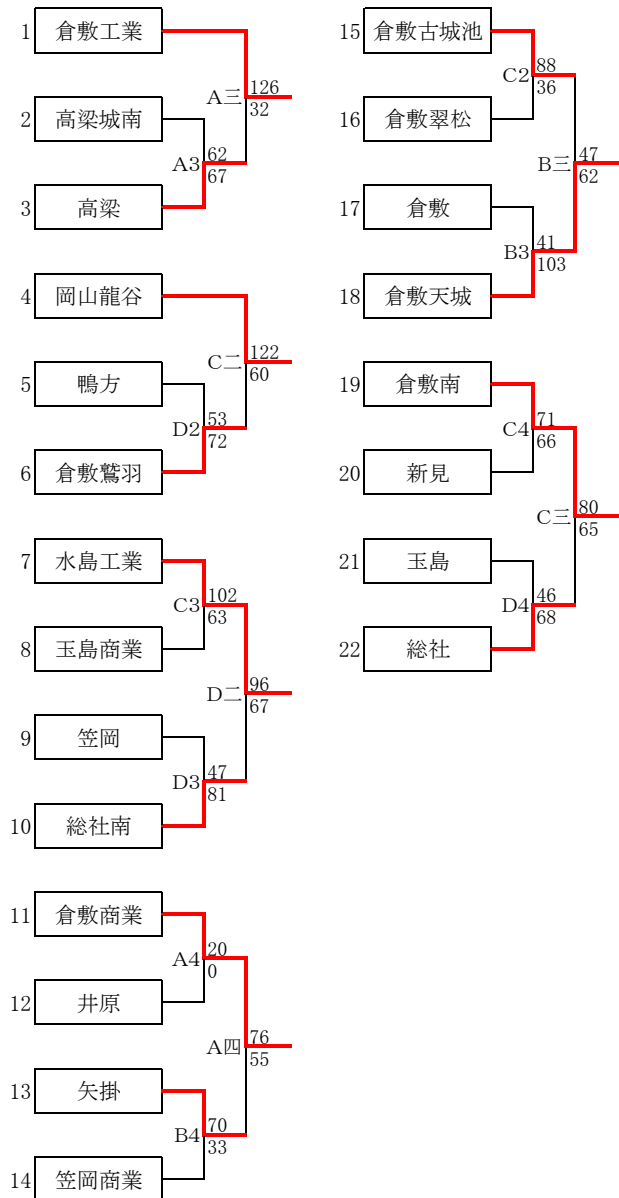 1 倉敷工業
A三 126
32
2 高梁城南
A3 62
67
3 高梁
4 岡山龍谷
C二 122
60
5 鴨方
D2 53
72
6 倉敷鷲羽
7 水島工業
C3 102
63
8 玉島商業
D二 96
67
9 笠岡
D3 47
81
10 総社南
11 倉敷商業
A4 20
0
12 井原
A四 76
55
13 矢掛
B4 70
33
14 笠岡商業
15 倉敷古城池
C2 88
36
16 倉敷翠松
B三 47
62
17 倉敷
B3 41
103
18 倉敷天城
19 倉敷南
C4 71
66
20 新見
C三 80
65
21 玉島
D4 46
68
22 総社